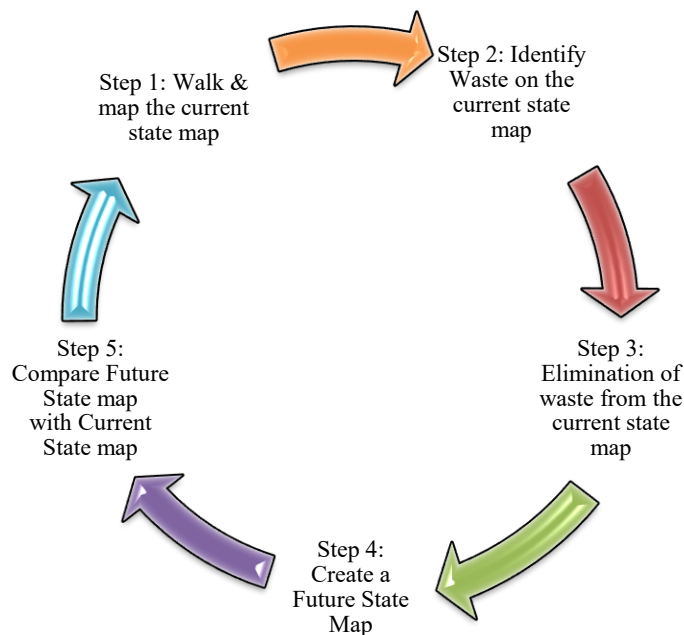 Step 1: Walk &
map the current
state map
Step 2: Identify
Waste on the
current state
map
Step 3:
Elimination of
waste from the
current state
map
Step 4:
Create a
Future State
Map
Step 5:
Compare Future
State map
with Current
State map